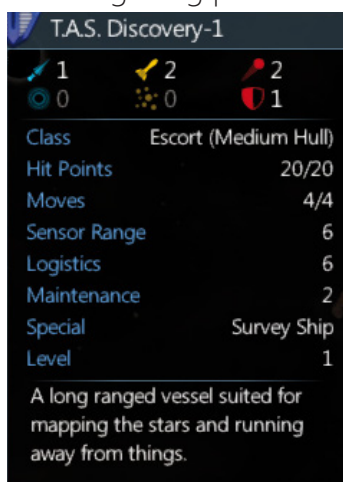 T.A.S. Discovery-1
1 2 2
0 0 1
Class Escort (Medium Hull)
Hit Points 20/20
Moves 4/4
Sensor Range 6
Logistics 6
Maintenance 2
Special Survey Ship
Level 1
A long ranged vessel suited for
mapping the stars and running
away from things.